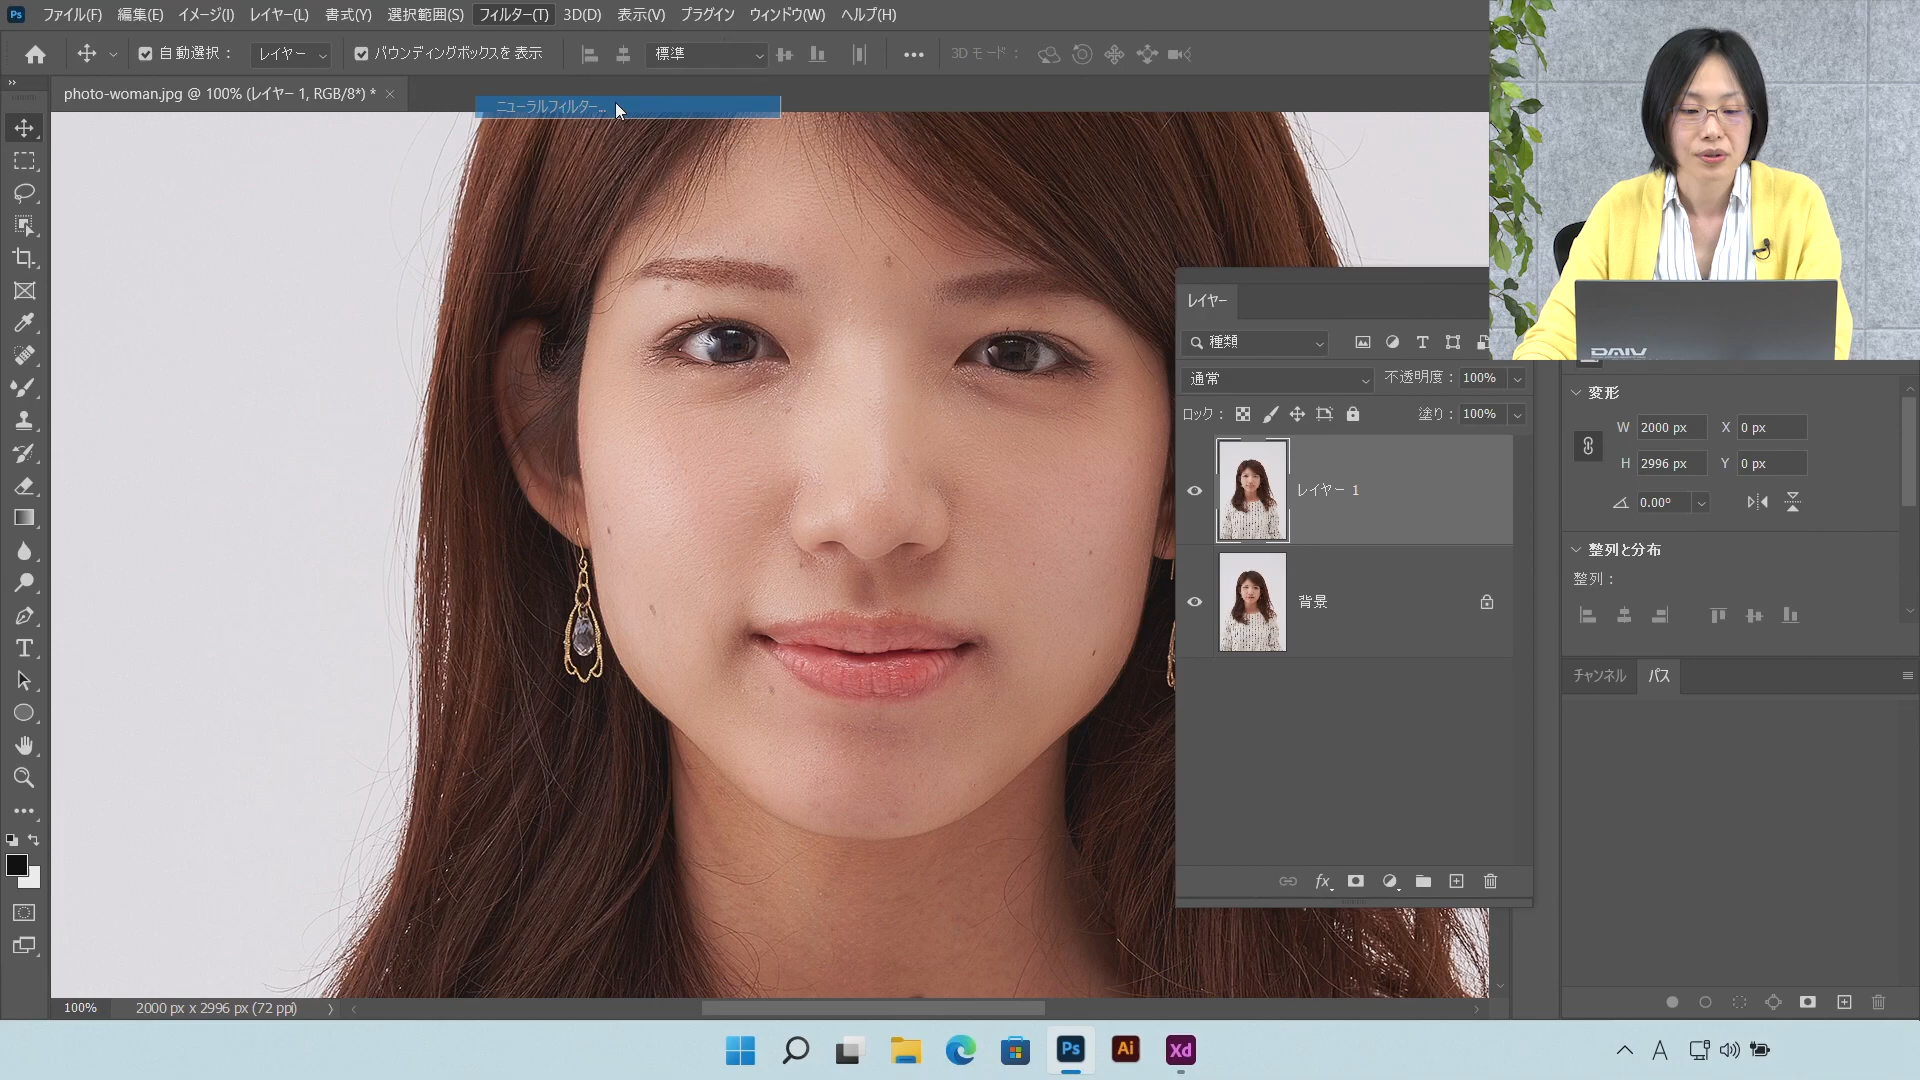 Ps ファイル(F) 編集(E) イメージ(I) レイヤー(L) 書式(Y) 選択範囲(S) フィルター(T) 3D(D) 表示(V) プラグイン ウィンドウ(W) ヘルプ(H)
自動選択： レイヤー バウンディングボックスを表示 標準 3D モード：
photo-woman.jpg @ 100% (レイヤー 1, RGB/8*) *
ニューラルフィルター...
レイヤー
種類
通常 不透明度： 100%
ロック： 塗り： 100%
レイヤー 1
背景
変形
W 2000 px X 0 px
H 2996 px Y 0 px
0.00°
整列と分布
整列：
チャンネル パス
fx
100% 2000 px x 2996 px (72 ppi)
Ps Ai Xd A
DAIV